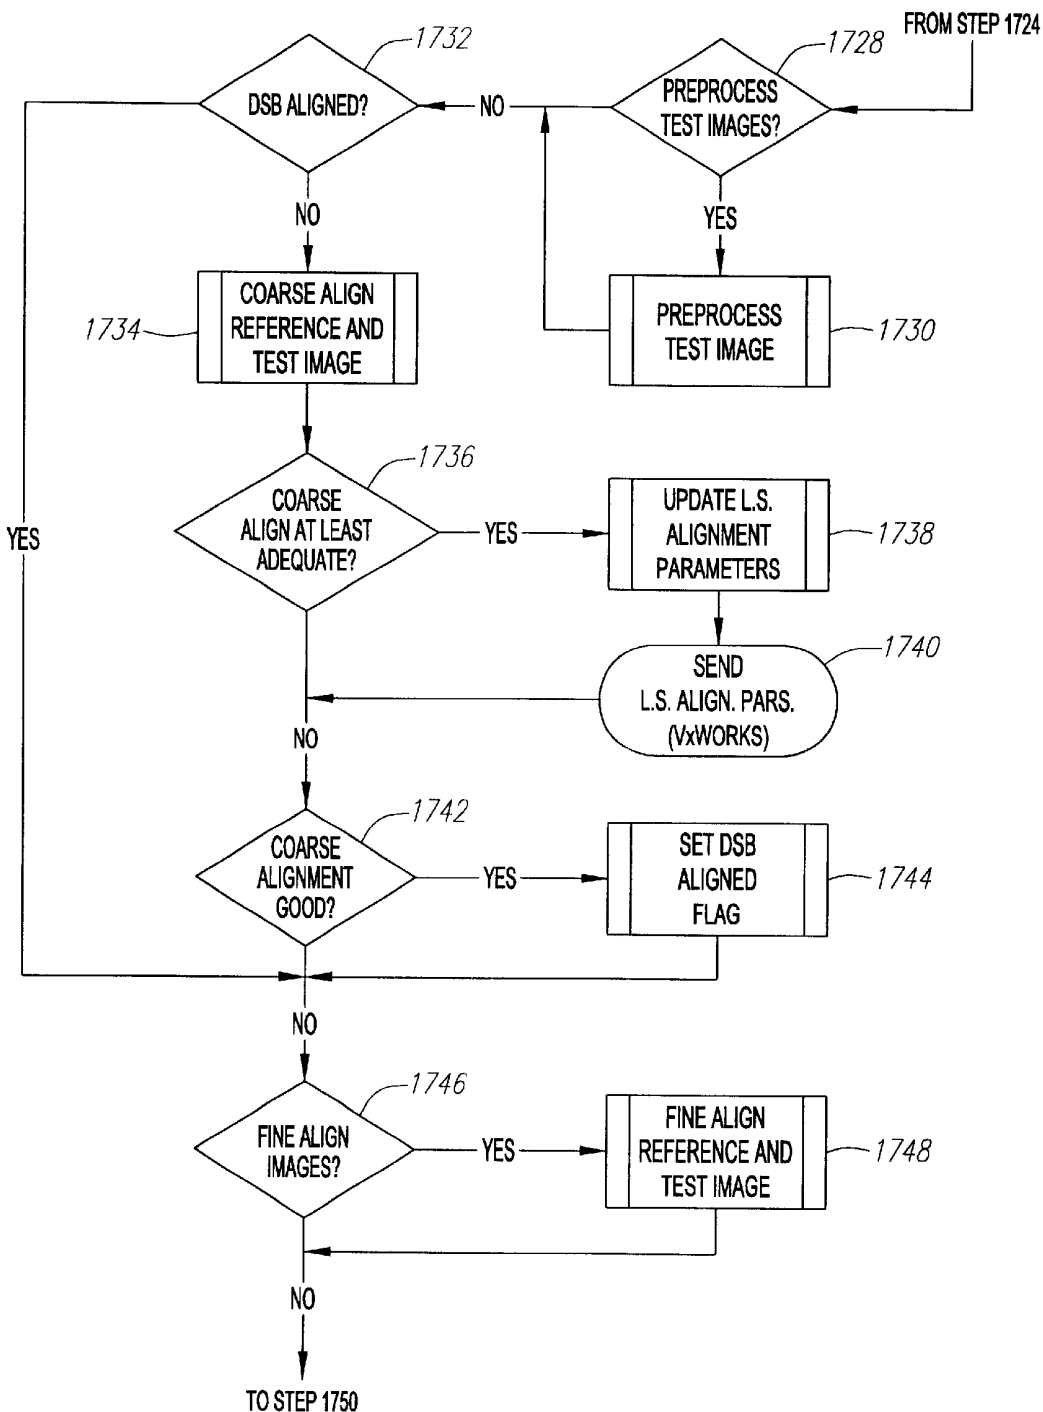 FROM STEP 1724
1728
PREPROCESS
TEST IMAGES?
NO
YES
PREPROCESS
TEST IMAGE
1730
1732
DSB ALIGNED?
YES
NO
1734
COARSE ALIGN
REFERENCE AND
TEST IMAGE
1736
COARSE
ALIGN AT LEAST
ADEQUATE?
YES
UPDATE L.S.
ALIGNMENT
PARAMETERS
1738
1740
SEND
L.S. ALIGN. PARS.
(VxWORKS)
NO
1742
COARSE
ALIGNMENT
GOOD?
YES
SET DSB
ALIGNED
FLAG
1744
NO
1746
FINE ALIGN
IMAGES?
YES
FINE ALIGN
REFERENCE AND
TEST IMAGE
1748
NO
TO STEP 1750